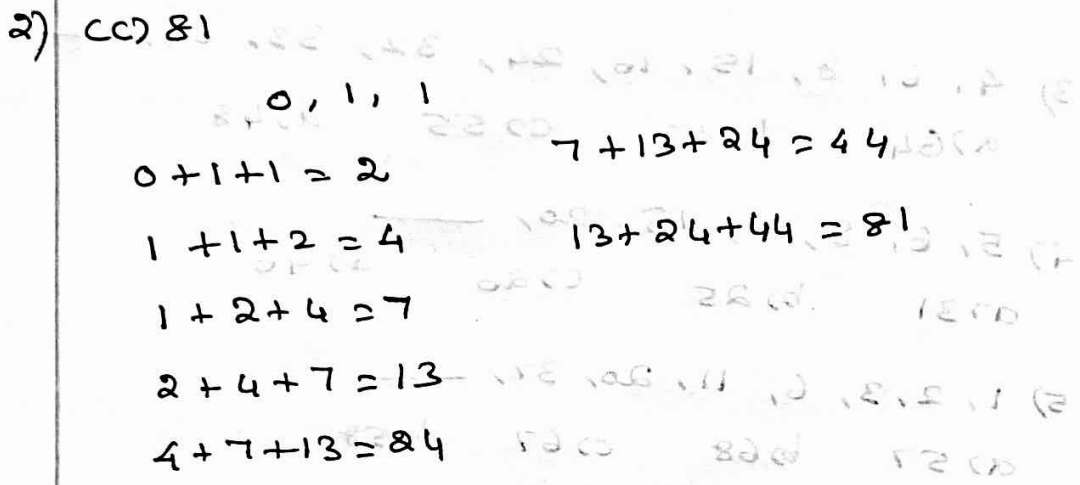 2) (c) 81
0, 1, 1
0+1+1 = 2
1+1+2 = 4
1+2+4 = 7
2+4+7 = 13
4+7+13 = 24
7+13+24 = 44
13+24+44 = 81